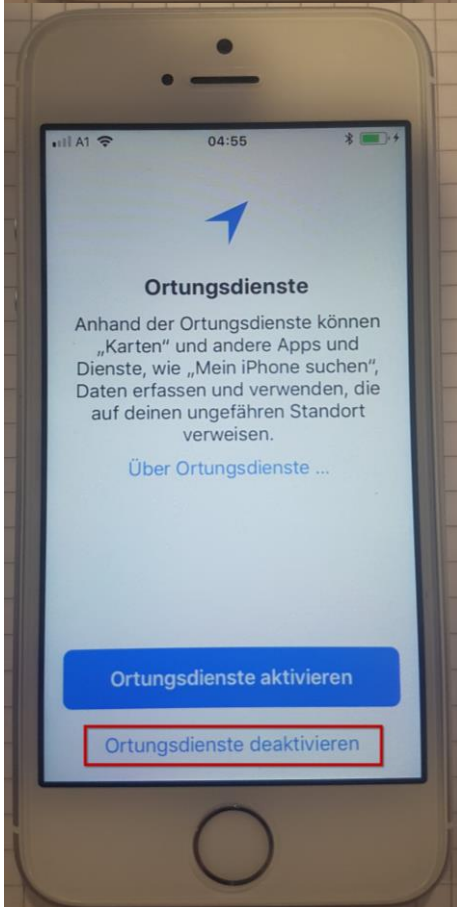 A1 04:55
Ortungsdienste
Anhand der Ortungsdienste können
„Karten“ und andere Apps und
Dienste, wie „Mein iPhone suchen“,
Daten erfassen und verwenden, die
auf deinen ungefähren Standort
verweisen.
Über Ortungsdienste ...
Ortungsdienste aktivieren
Ortungsdienste deaktivieren